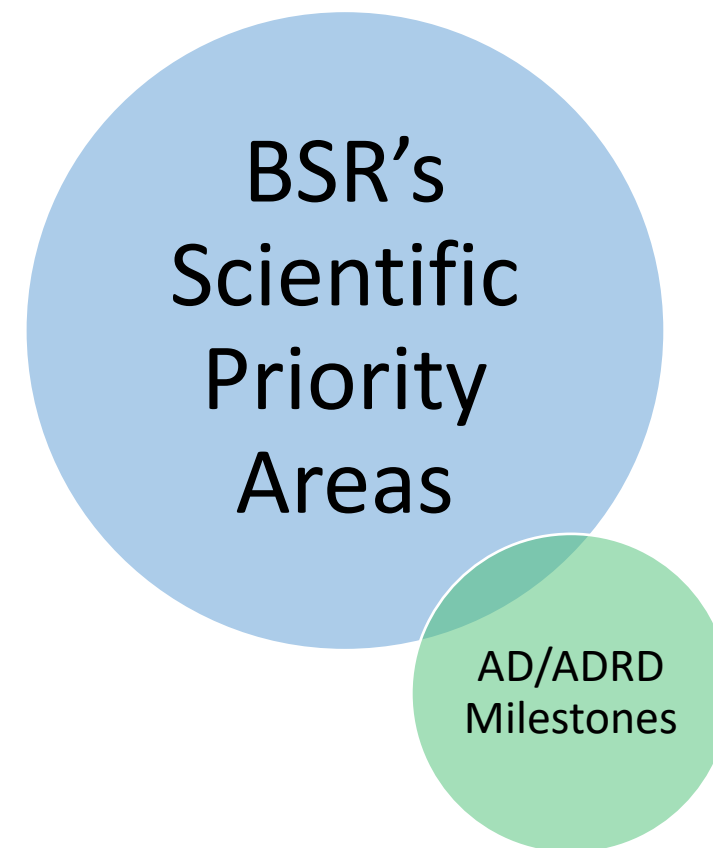 BSR’s
Scientific
Priority
Areas
AD/ADRD
Milestones